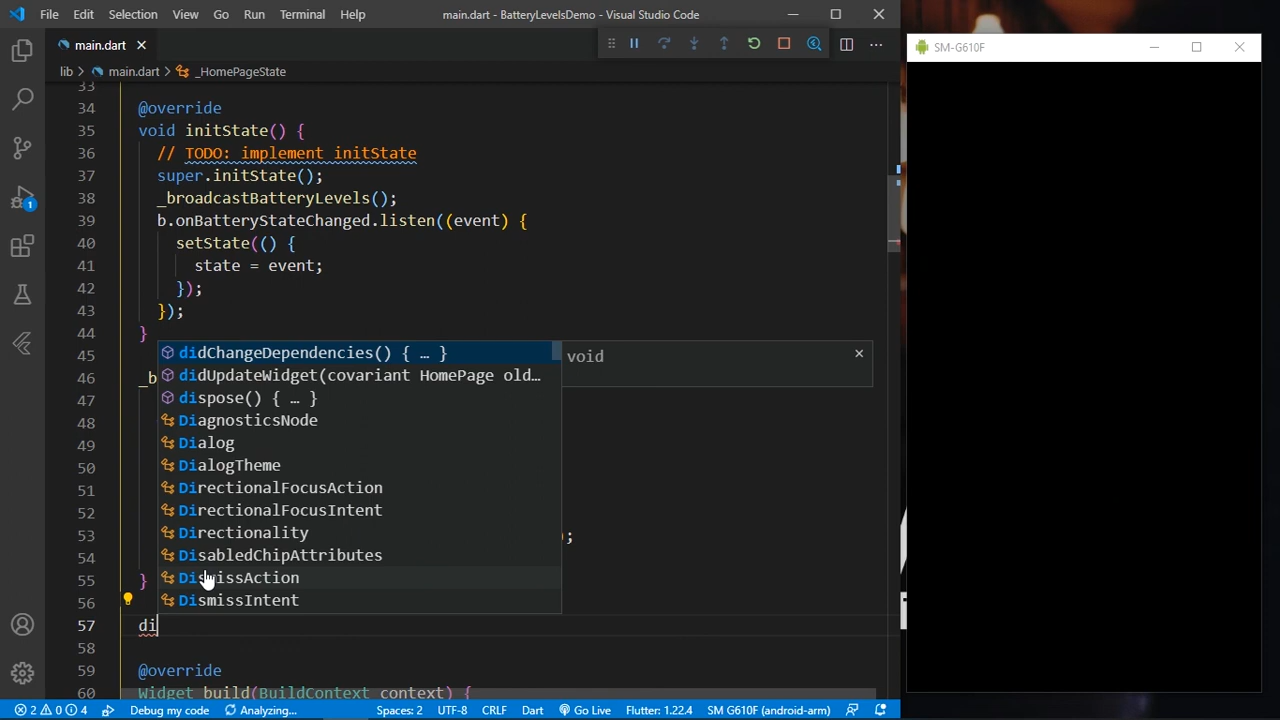 File Edit Selection View Go Run Terminal Help main.dart - BatteryLevelsDemo - Visual Studio Code
main.dart
lib > main.dart > _HomePageState
33
34 @override
35 void initState() {
36 // TODO: implement initState
37 super.initState();
38 _broadcastBatteryLevels();
39 b.onBatteryStateChanged.listen((event) {
40 setState(() {
41 state = event;
42 });
43 });
44 }
45 didChangeDependencies() { … } void
46 _b didUpdateWidget(covariant HomePage old…
47 dispose() { … }
48 DiagnosticsNode
49 Dialog
50 DialogTheme
51 DirectionalFocusAction
52 DirectionalFocusIntent
53 Directionality );
54 DisabledChipAttributes
55 } DismissAction
56 DismissIntent
57 di
58
59 @override
60 Widget build(BuildContext context) {
1
2 0 4 Debug my code Analyzing... Spaces: 2 UTF-8 CRLF Dart Go Live Flutter: 1.22.4 SM G610F (android-arm)
SM-G610F